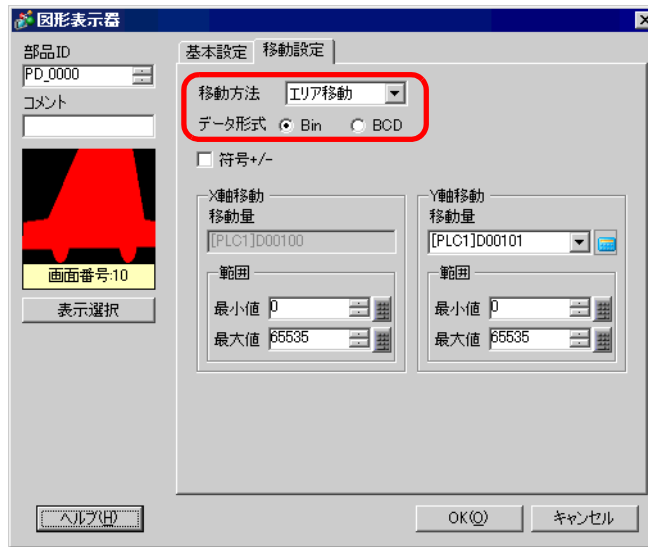 図形表示器
部品ID
PD_0000
コメント
画面番号:10
表示選択
基本設定 移動設定
移動方法 エリア移動
データ形式 Bin BCD
符号+/-
X軸移動
移動量
[PLC1]D00100
範囲
最小値 0
最大値 65535
Y軸移動
移動量
[PLC1]D00101
範囲
最小値 0
最大値 65535
ヘルプ(H)
OK(O) キャンセル